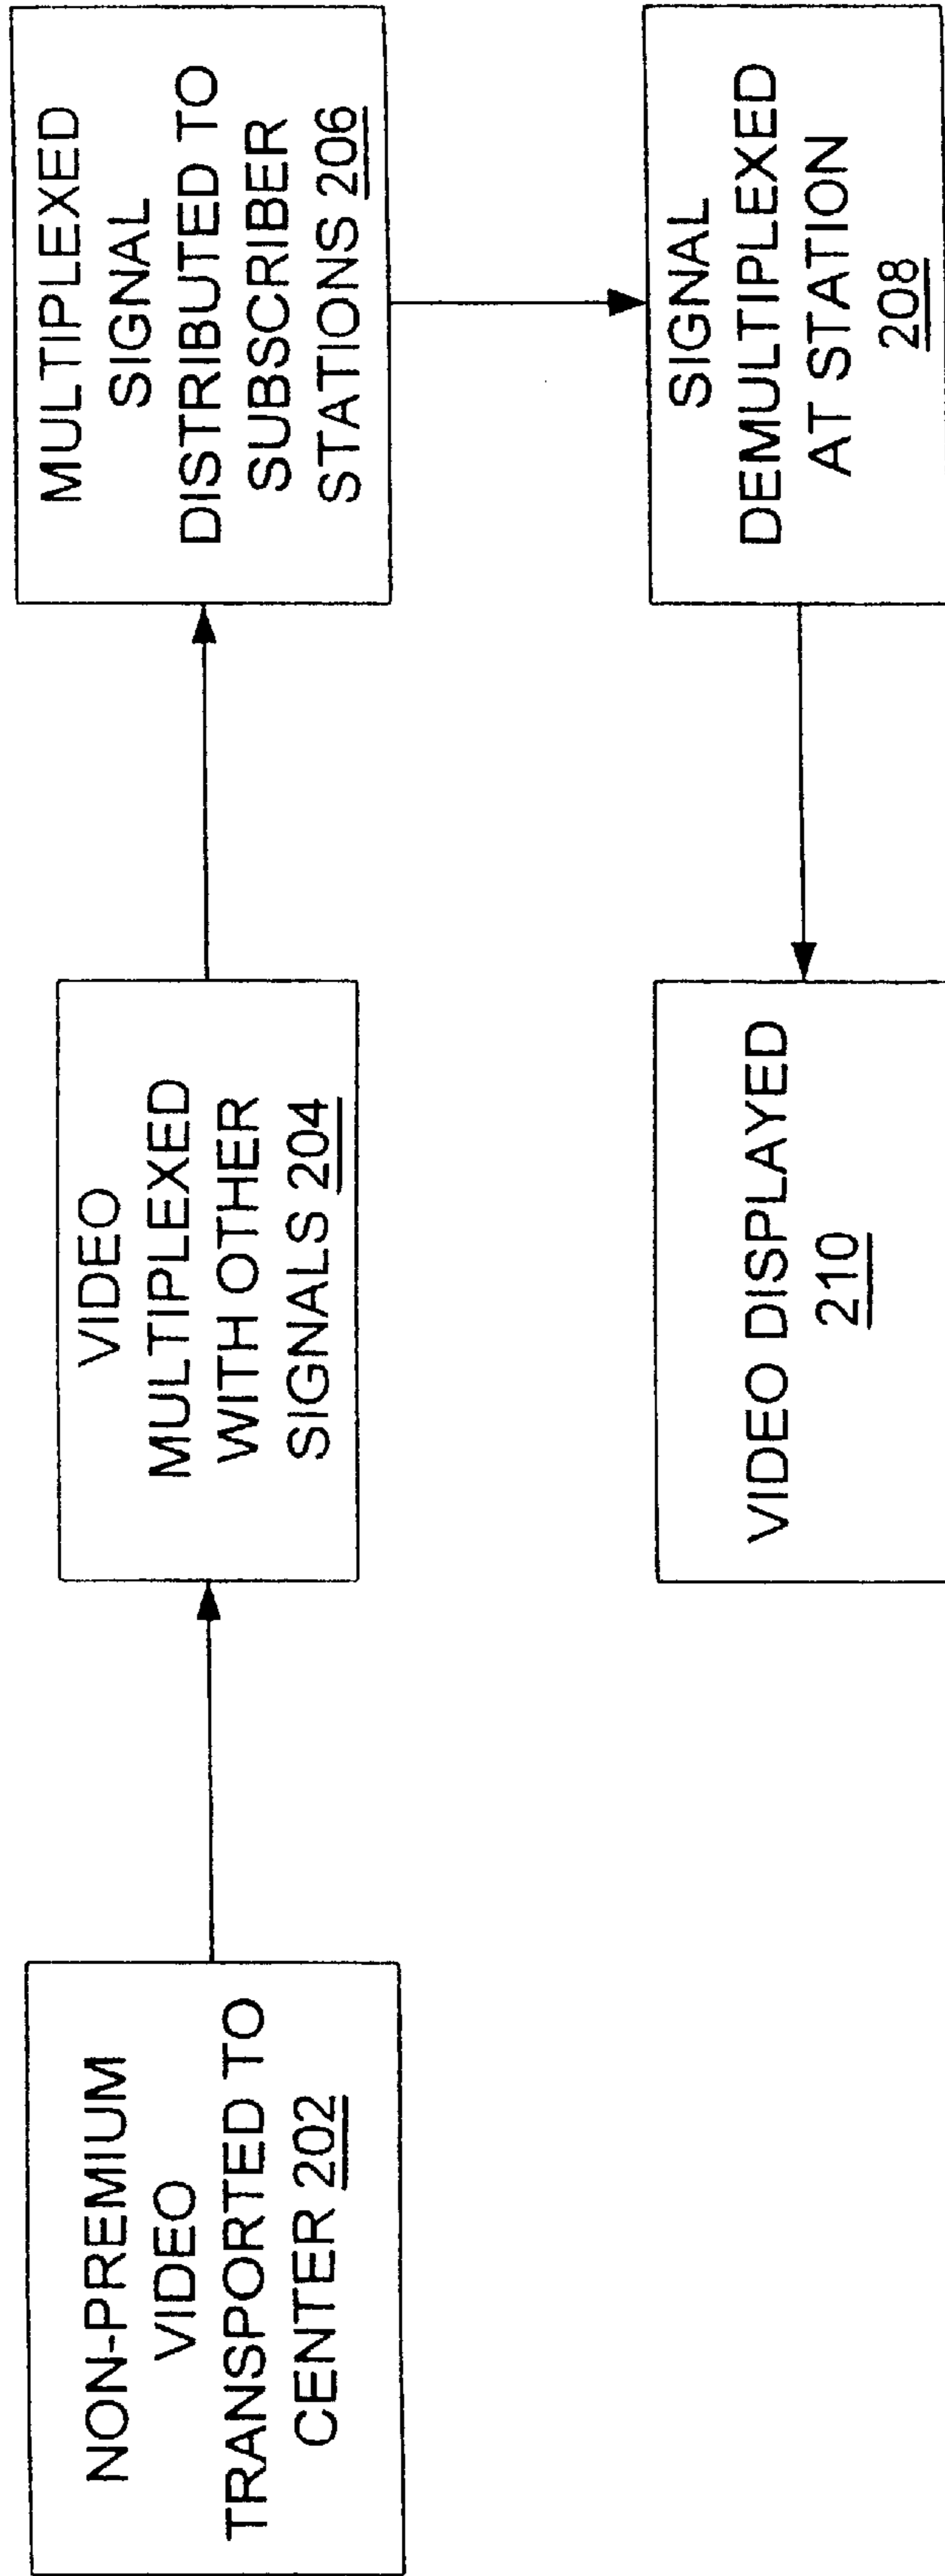 NON-PREMIUM
VIDEO
TRANSPORTED TO
CENTER 202
VIDEO
MULTIPLEXED
WITH OTHER
SIGNALS 204
MULTIPLEXED
SIGNAL
DISTRIBUTED TO
SUBSCRIBER
STATIONS 206
SIGNAL
DEMULTIPLEXED
AT STATION
208
VIDEO DISPLAYED
210